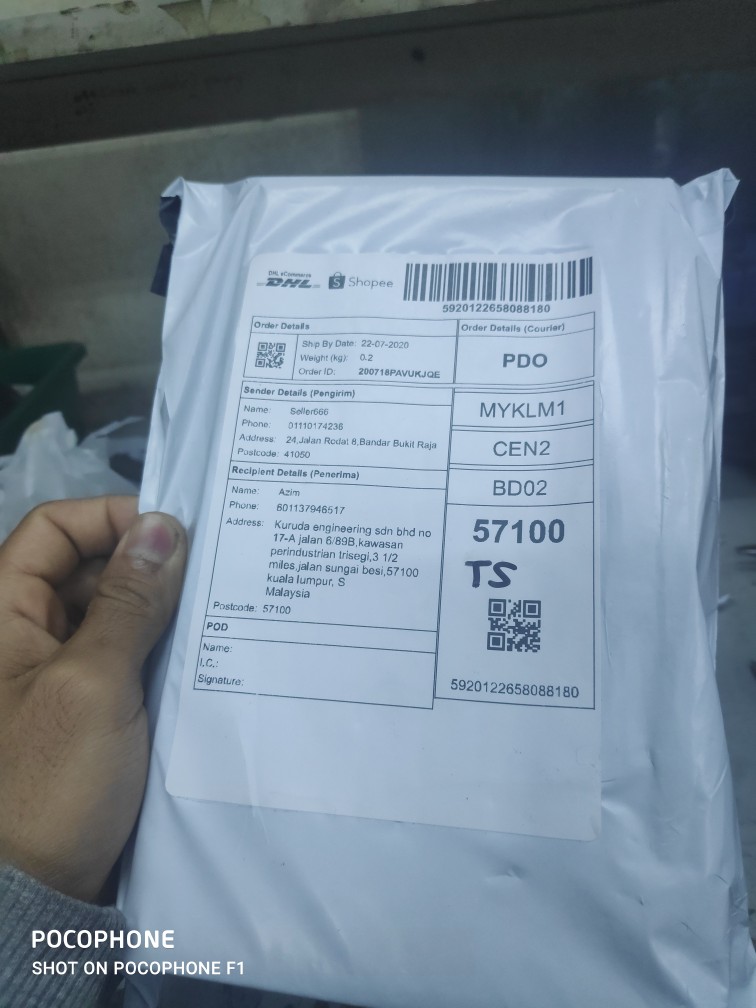 DHL eCommerce
DHL
Shopee
5920122658088180
Order Details
Ship By Date: 22-07-2020
Weight (kg): 0.2
Order ID: 200718PAVUKJQE
Order Details (Courier)
PDO
MYKLM1
CEN2
BD02
57100
TS
5920122658088180
Sender Details (Pengirim)
Name: Seller666
Phone: 01110174236
Address: 24,Jalan Rodat 8,Bandar Bukit Raja
Postcode: 41050
Recipient Details (Penerima)
Name: Azim
Phone: 601137946517
Address: Kuruda engineering sdn bhd no
17-A jalan 6/89B,kawasan
perindustrian trisegi,3 1/2
miles,jalan sungai besi,57100
kuala lumpur, S
Malaysia
Postcode: 57100
POD
Name:
I.C.:
Signature:
POCOPHONE
SHOT ON POCOPHONE F1